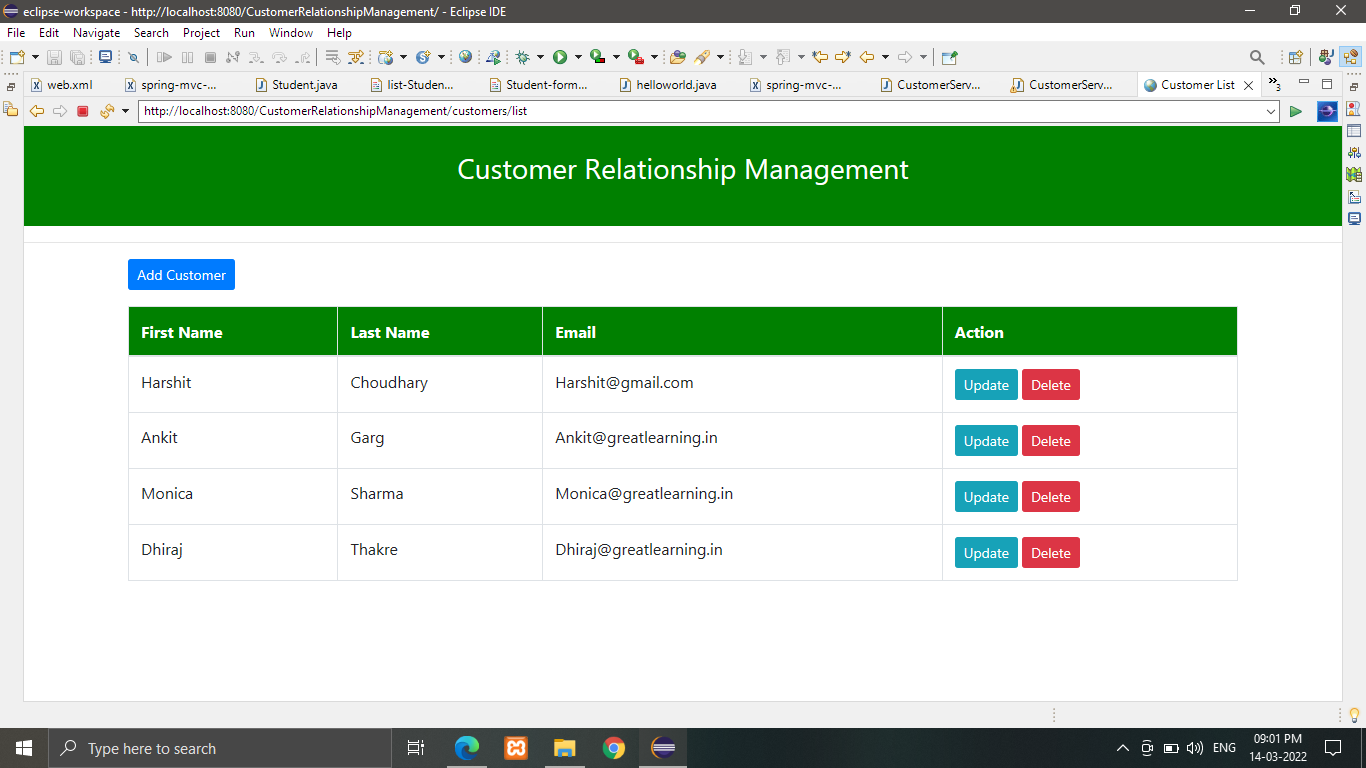 eclipse-workspace - http://localhost:8080/CustomerRelationshipManagement/ - Eclipse IDE
File Edit Navigate Search Project Run Window Help
web.xml spring-mvc-... Student.java list-Studen... Student-form... helloworld.java spring-mvc-... CustomerServ... CustomerServ... Customer List 3
http://localhost:8080/CustomerRelationshipManagement/customers/list
Customer Relationship Management
Add Customer
First Name Last Name Email Action
Harshit Choudhary Harshit@gmail.com Update Delete
Ankit Garg Ankit@greatlearning.in Update Delete
Monica Sharma Monica@greatlearning.in Update Delete
Dhiraj Thakre Dhiraj@greatlearning.in Update Delete
Type here to search
ENG
09:01 PM
14-03-2022